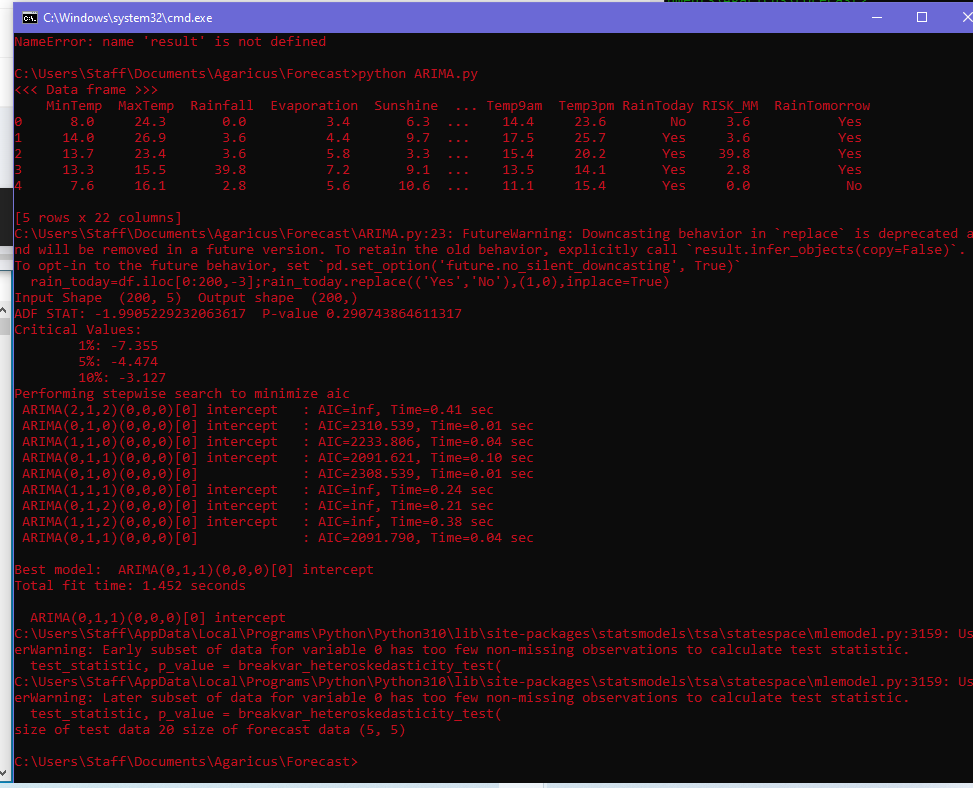 C:\Windows\system32\cmd.exe
NameError: name 'result' is not defined
C:\Users\Staff\Documents\Agaricus\Forecast>python ARIMA.py
<<< Data frame >>>
MinTemp MaxTemp Rainfall Evaporation Sunshine ... Temp9am Temp3pm RainToday RISK_MM RainTomorrow
0 8.0 24.3 0.0 3.4 6.3 ... 14.4 23.6 No 3.6 Yes
1 14.0 26.9 3.6 4.4 9.7 ... 17.5 25.7 Yes 3.6 Yes
2 13.7 23.4 3.6 5.8 3.3 ... 15.4 20.2 Yes 39.8 Yes
3 13.3 15.5 39.8 7.2 9.1 ... 13.5 14.1 Yes 2.8 Yes
4 7.6 16.1 2.8 5.6 10.6 ... 11.1 15.4 Yes 0.0 No
[5 rows x 22 columns]
C:\Users\Staff\Documents\Agaricus\Forecast\ARIMA.py:23: FutureWarning: Downcasting behavior in `replace` is deprecated a
nd will be removed in a future version. To retain the old behavior, explicitly call `result.infer_objects(copy=False)`.
To opt-in to the future behavior, set `pd.set_option('future.no_silent_downcasting', True)`
rain_today=df.iloc[0:200,-3];rain_today.replace(('Yes','No'),(1,0),inplace=True)
Input Shape (200, 5) Output shape (200,)
ADF STAT: -1.9905229232063617 P-value 0.290743864611317
Critical Values:
1%: -7.355
5%: -4.474
10%: -3.127
Performing stepwise search to minimize aic
ARIMA(2,1,2)(0,0,0)[0] intercept : AIC=inf, Time=0.41 sec
ARIMA(0,1,0)(0,0,0)[0] intercept : AIC=2310.539, Time=0.01 sec
ARIMA(1,1,0)(0,0,0)[0] intercept : AIC=2233.806, Time=0.04 sec
ARIMA(0,1,1)(0,0,0)[0] intercept : AIC=2091.621, Time=0.10 sec
ARIMA(0,1,0)(0,0,0)[0] : AIC=2308.539, Time=0.01 sec
ARIMA(1,1,1)(0,0,0)[0] intercept : AIC=inf, Time=0.24 sec
ARIMA(0,1,2)(0,0,0)[0] intercept : AIC=inf, Time=0.21 sec
ARIMA(1,1,2)(0,0,0)[0] intercept : AIC=inf, Time=0.38 sec
ARIMA(0,1,1)(0,0,0)[0] : AIC=2091.790, Time=0.04 sec
Best model: ARIMA(0,1,1)(0,0,0)[0] intercept
Total fit time: 1.452 seconds
ARIMA(0,1,1)(0,0,0)[0] intercept
C:\Users\Staff\AppData\Local\Programs\Python\Python310\lib\site-packages\statsmodels\tsa\statespace\mlemodel.py:3159: Us
erWarning: Early subset of data for variable 0 has too few non-missing observations to calculate test statistic.
test_statistic, p_value = breakvar_heteroskedasticity_test(
C:\Users\Staff\AppData\Local\Programs\Python\Python310\lib\site-packages\statsmodels\tsa\statespace\mlemodel.py:3159: Us
erWarning: Later subset of data for variable 0 has too few non-missing observations to calculate test statistic.
test_statistic, p_value = breakvar_heteroskedasticity_test(
size of test data 20 size of forecast data (5, 5)
C:\Users\Staff\Documents\Agaricus\Forecast>